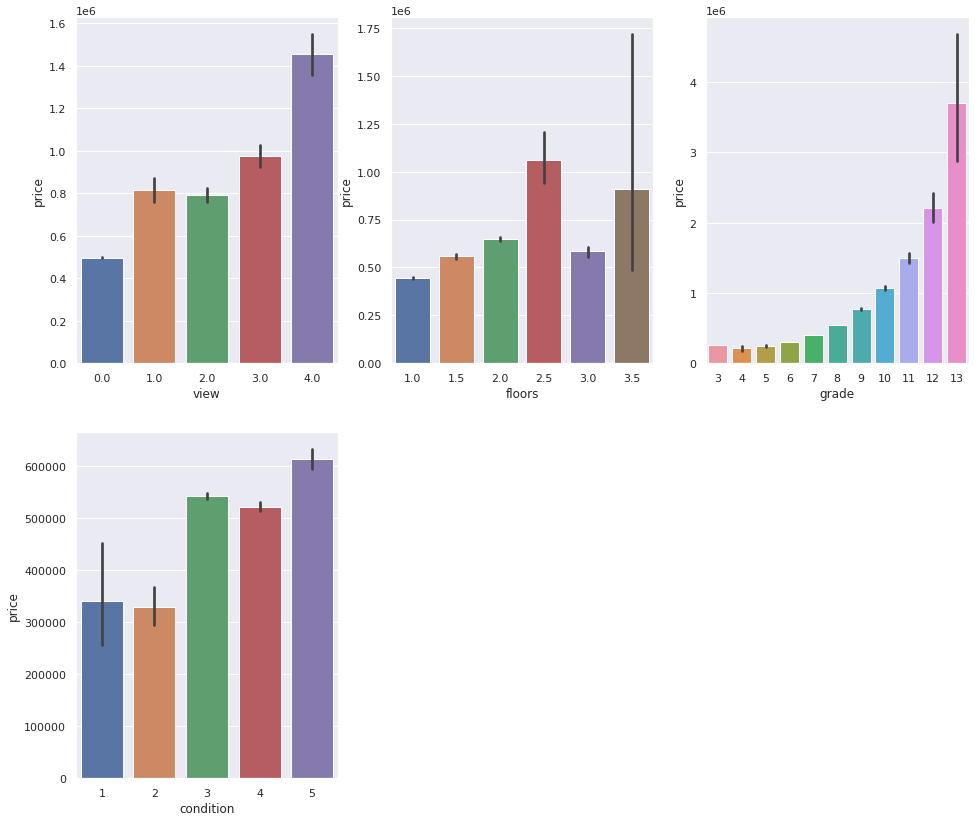 1e6
1.6
1.4
1.2
1.0
0.8
0.6
0.4
0.2
0.0
price
0.0 1.0 2.0 3.0 4.0
view
1e6
1.75
1.50
1.25
1.00
0.75
0.50
0.25
0.00
price
1.0 1.5 2.0 2.5 3.0 3.5
floors
1e6
4
3
2
1
0
price
3 4 5 6 7 8 9 10 11 12 13
grade
600000
500000
400000
300000
200000
100000
0
price
1 2 3 4 5
condition